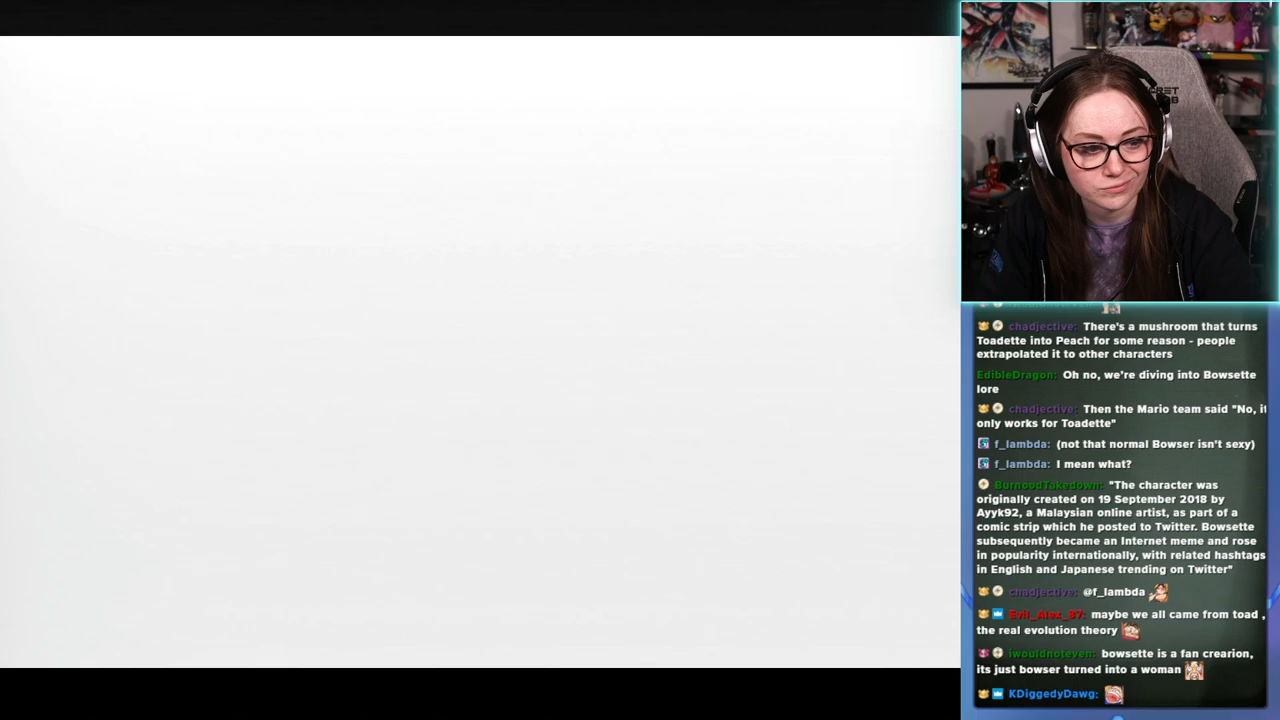 chadjective: There's a mushroom that turns
Toadette into Peach for some reason - people
extrapolated it to other characters
EdibleDragon: Oh no, we're diving into Bowsette
lore
chadjective: Then the Mario team said "No, it
only works for Toadette"
f_lambda: (not that normal Bowser isn't sexy)
f_lambda: I mean what?
BurnoodTakedown: "The character was
originally created on 19 September 2018 by
Ayyk92, a Malaysian online artist, as part of a
comic strip which he posted to Twitter. Bowsette
subsequently became an Internet meme and rose
in popularity internationally, with related hashtags
in English and Japanese trending on Twitter"
chadjective: @f_lambda
Evil_Alex_87: maybe we all came from toad ,
the real evolution theory
iwouldnoteven: bowsette is a fan crearion,
its just bowser turned into a woman
KDiggedyDawg: